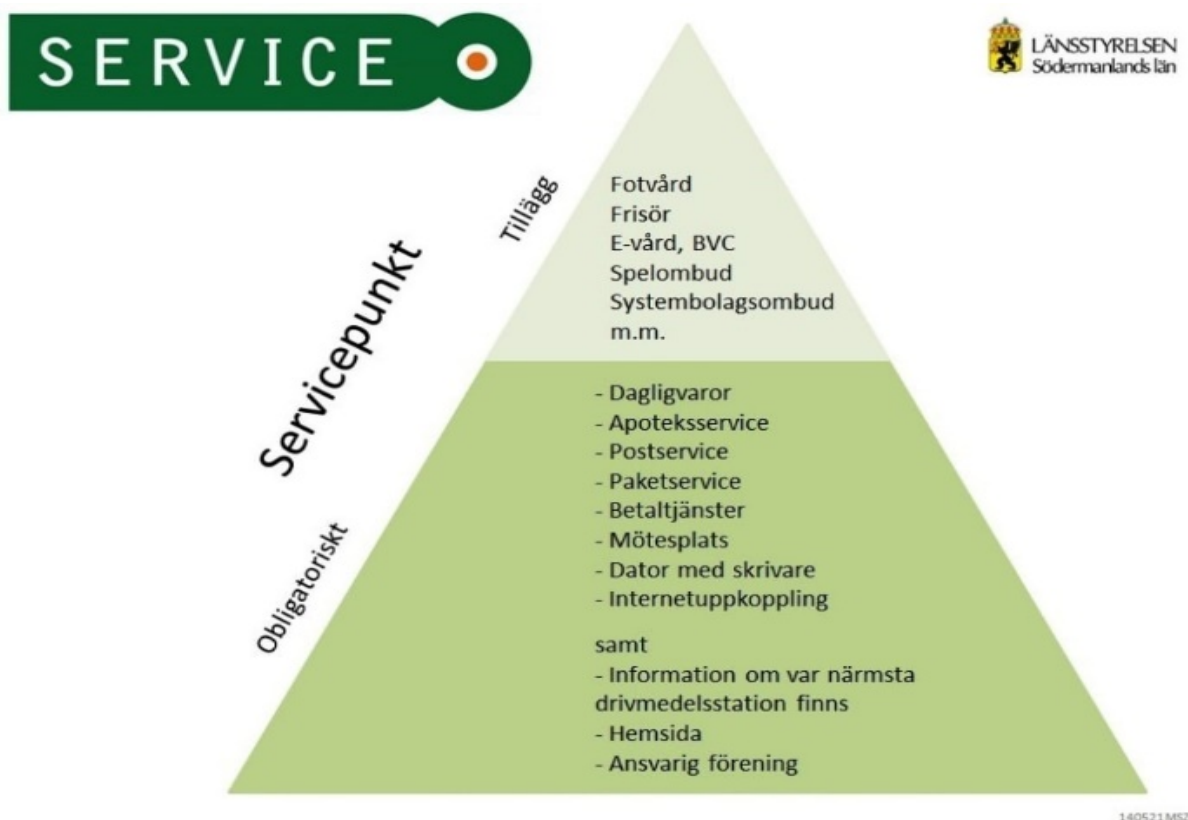 SERVICE
LÄNSSTYRELSEN
Södermanlands län
Servicepunkt
Tillägg
Fotvård
Frisör
E-vård, BVC
Spelombud
Systembolagsombud
m.m.
Obligatoriskt
- Dagligvaror
- Apoteksservice
- Postservice
- Paketservice
- Betaltjänster
- Mötesplats
- Dator med skrivare
- Internetuppkoppling
samt
- Information om var närmsta
drivmedelsstation finns
- Hemsida
- Ansvarig förening